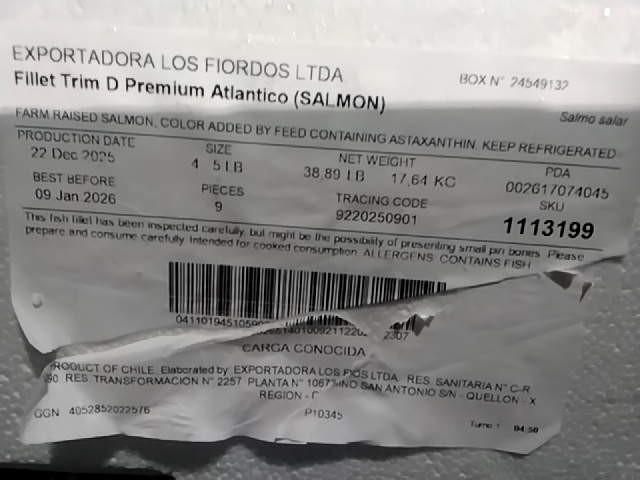 EXPORTADORA LOS FIORDOS LTDA.
BOX N° 24549132
Fillet Trim D Premium Atlantico (SALMON)
Salmo salar
FARM RAISED SALMON, COLOR ADDED BY FEED CONTAINING ASTAXANTHIN. KEEP REFRIGERATED
PRODUCTION DATE SIZE NET WEIGHT PDA
22 Dec 2025 4 5 LB 38,89 LB 17,64 KG 002617074045
BEST BEFORE PIECES TRACING CODE SKU
09 Jan 2026 9 9220250901 1113199
This fish fillet has been inspected carefully, but might be the possibility of presenting small pin bones. Please
prepare and consume carefully. Intended for cooked consumption. ALLERGENS: CONTAINS FISH
2307
CARGA CONOCIDA
PRODUCT OF CHILE. Elaborated by: EXPORTADORA LOS LTDA. RES. SANITARIA N° C-R
RES. TRANSFORMACION N° 2257 PLANTA N° SAN ANTONIO S/N - QUELLON - X
REGION -
GGN 4052852022576 P10345 Turno 1 04:50